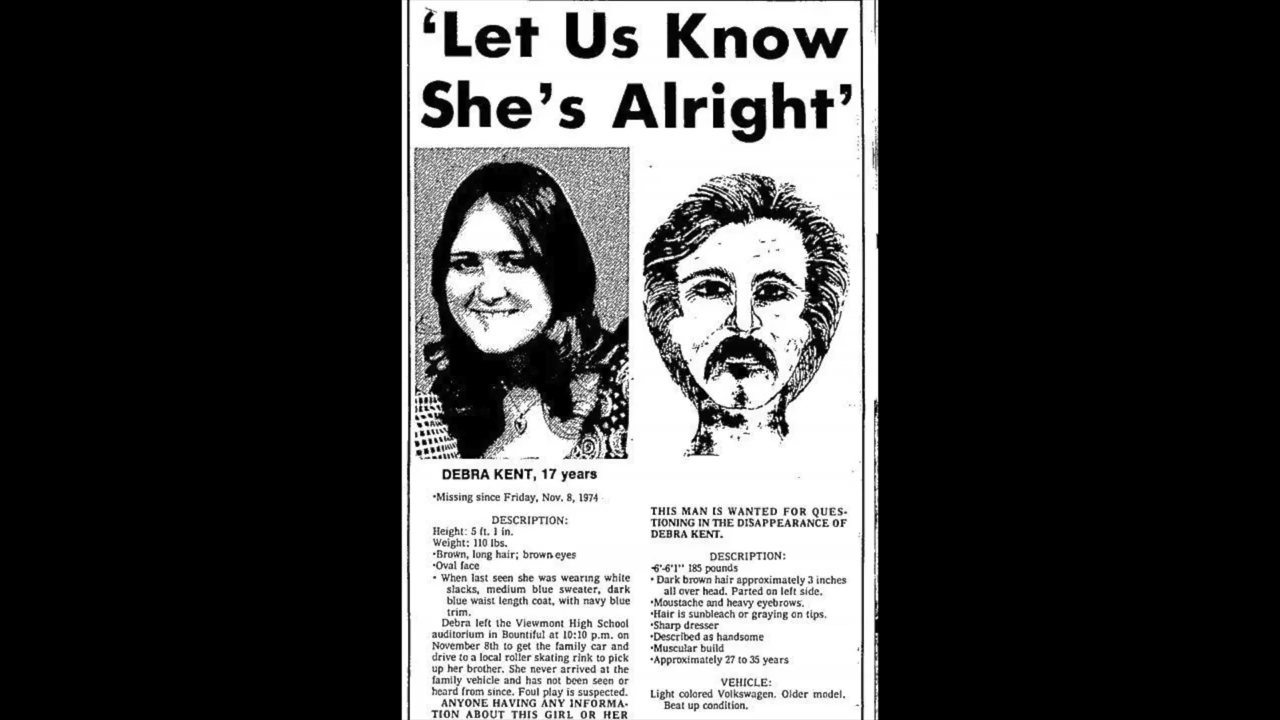 ‘Let Us Know
She’s Alright’
DEBRA KENT, 17 years
•Missing since Friday, Nov. 8, 1974
DESCRIPTION:
Height: 5 ft. 1 in.
Weight: 110 lbs.
•Brown, long hair; brown eyes
•Oval face
• When last seen she was wearing white
slacks, medium blue sweater, dark
blue waist length coat, with navy blue
trim.
Debra left the Viewmont High School
auditorium in Bountiful at 10:10 p.m. on
November 8th to get the family car and
drive to a local roller skating rink to pick
up her brother. She never arrived at the
family vehicle and has not been seen or
heard from since. Foul play is suspected.
ANYONE HAVING ANY INFORMA-
TION ABOUT THIS GIRL OR HER
THIS MAN IS WANTED FOR QUES-
TIONING IN THE DISAPPEARANCE OF
DEBRA KENT.
DESCRIPTION:
•6'-6'1" 185 pounds
• Dark brown hair approximately 3 inches
all over head. Parted on left side.
•Moustache and heavy eyebrows.
•Hair is sunbleach or graying on tips.
•Sharp dresser
•Described as handsome
•Muscular build
•Approximately 27 to 35 years
VEHICLE:
Light colored Volkswagen. Older model.
Beat up condition.